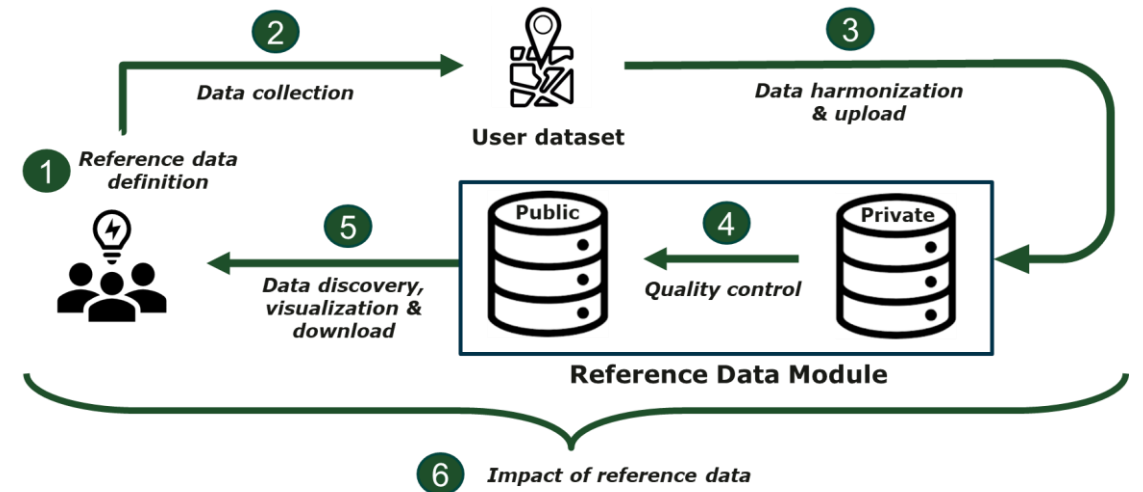 2
Data collection
User dataset
3
Data harmonization
& upload
1
Reference data
definition
Public
Private
4
Quality control
5
Data discovery,
visualization &
download
Reference Data Module
6
Impact of reference data